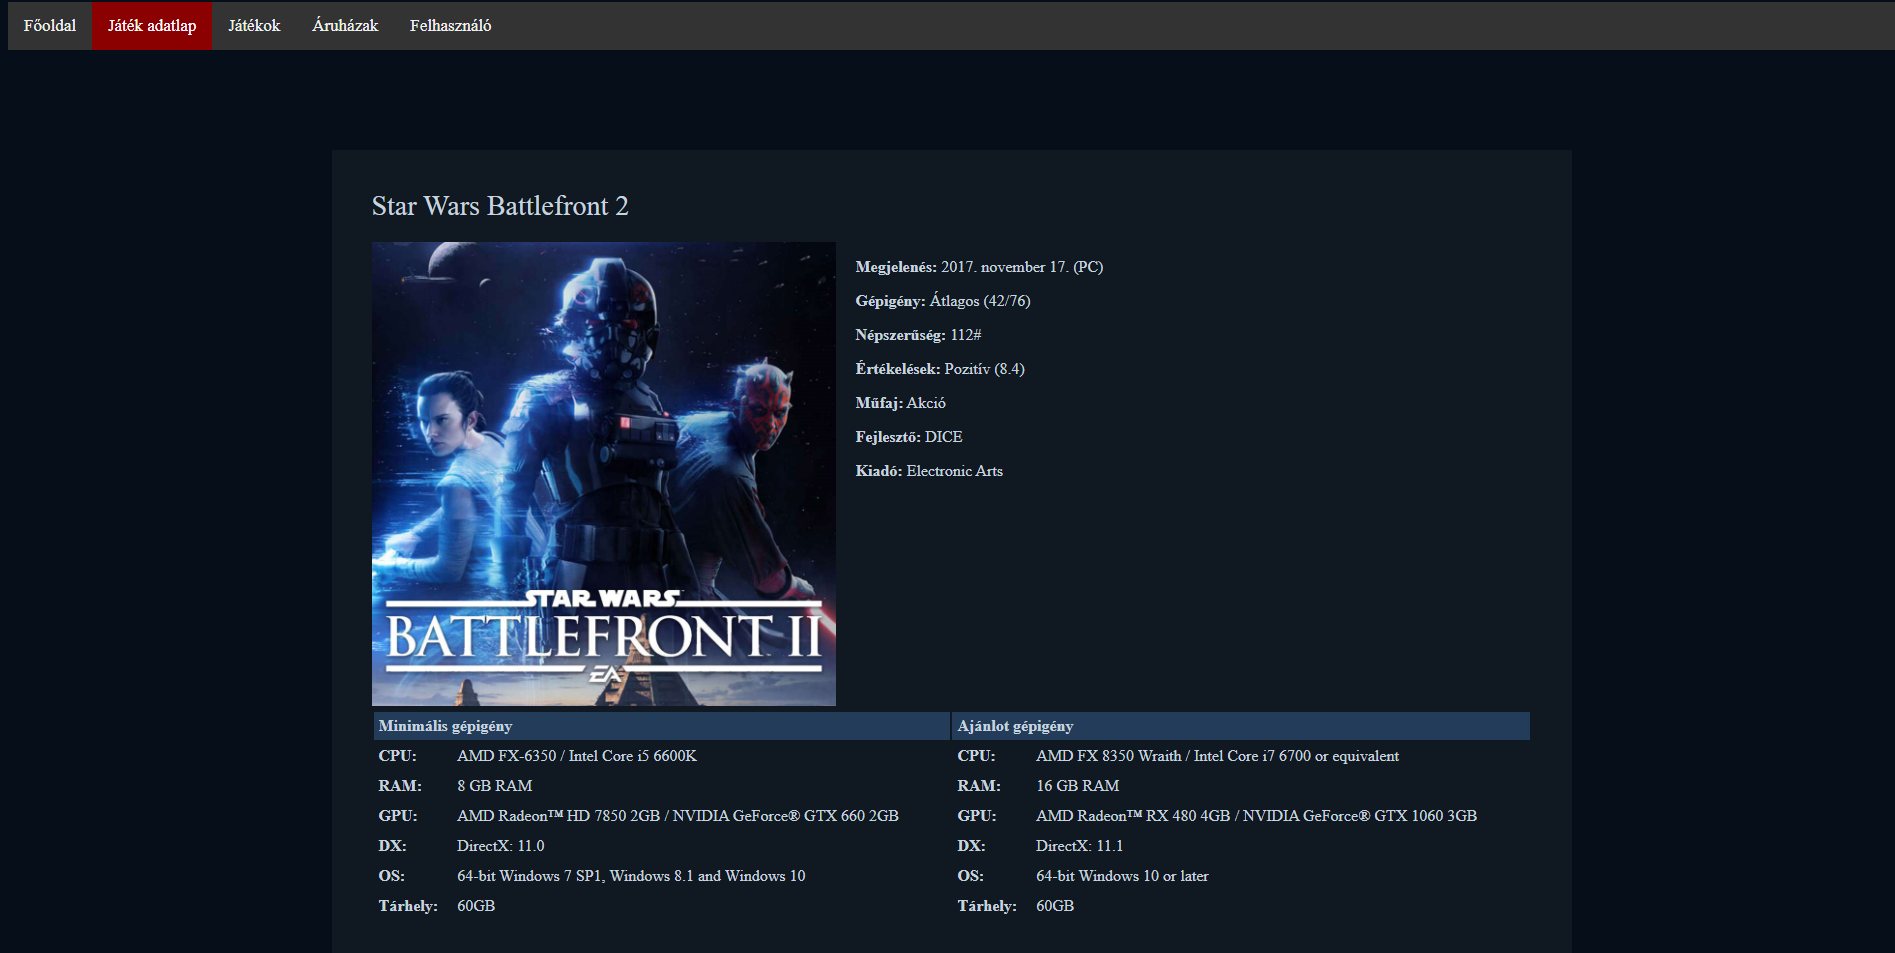 Főoldal Játék adatlap Játékok Áruházak Felhasználó
Star Wars Battlefront 2
STAR WARS
BATTLEFRONT II
EA
Megjelenés: 2017. november 17. (PC)
Gépigény: Átlagos (42/76)
Népszerűség: 112#
Értékelések: Pozitív (8.4)
Műfaj: Akció
Fejlesztő: DICE
Kiadó: Electronic Arts
Minimális gépigény
CPU: AMD FX-6350 / Intel Core i5 6600K
RAM: 8 GB RAM
GPU: AMD Radeon™ HD 7850 2GB / NVIDIA GeForce® GTX 660 2GB
DX: DirectX: 11.0
OS: 64-bit Windows 7 SP1, Windows 8.1 and Windows 10
Tárhely: 60GB
Ajánlot gépigény
CPU: AMD FX 8350 Wraith / Intel Core i7 6700 or equivalent
RAM: 16 GB RAM
GPU: AMD Radeon™ RX 480 4GB / NVIDIA GeForce® GTX 1060 3GB
DX: DirectX: 11.1
OS: 64-bit Windows 10 or later
Tárhely: 60GB